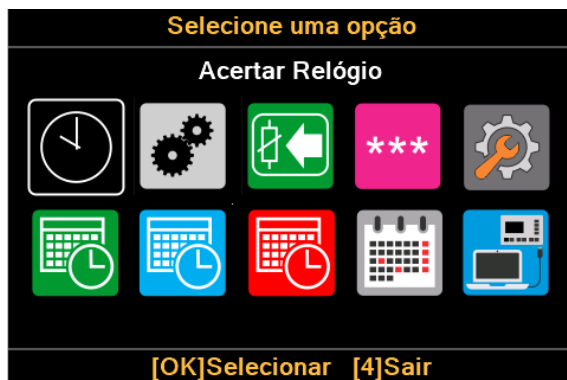 Selecione uma opção
Acertar Relógio
***
[OK]Selecionar [4]Sair